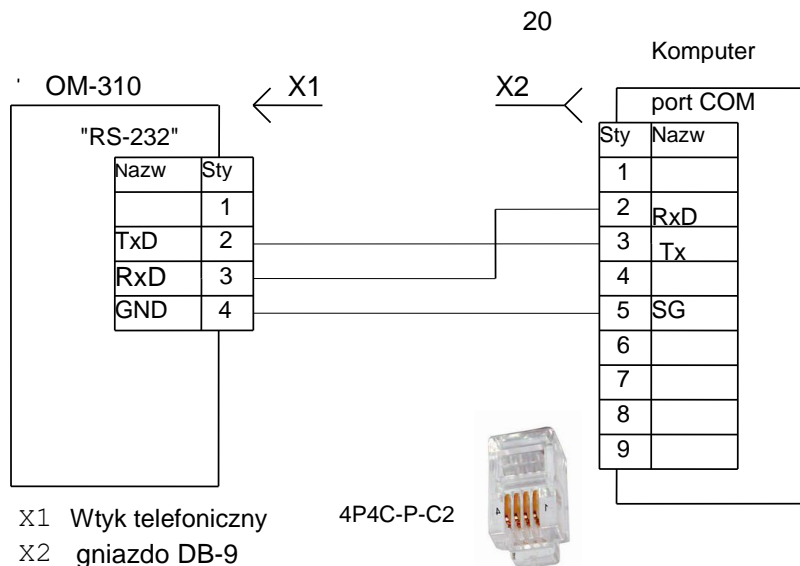 20
Komputer
OM-310
X1
X2
port COM
"RS-232"
Sty Nazw
Nazw Sty
1
1
2 RxD
TxD 2
3 Tx
RxD 3
4
GND 4
5 SG
6
7
8
9
4 1
X1 Wtyk telefoniczny
4P4C-P-C2
X2 gniazdo DB-9